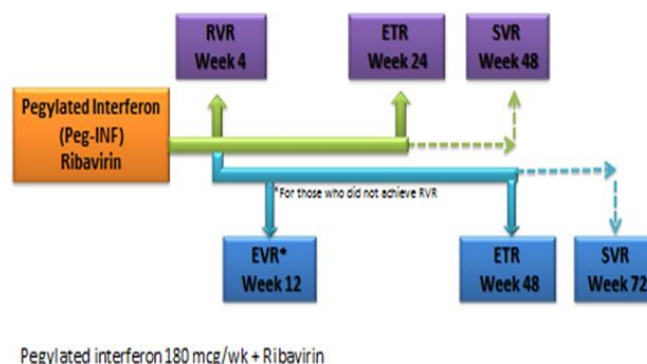 RVR
Week 4
ETR
Week 24
SVR
Week 48
Pegylated Interferon
(Peg-INF)
Ribavirin
*For those who did not achieve RVR
EVR*
Week 12
ETR
Week 48
SVR
Week 72
Pegylated interferon 180 mcg/wk + Ribavirin